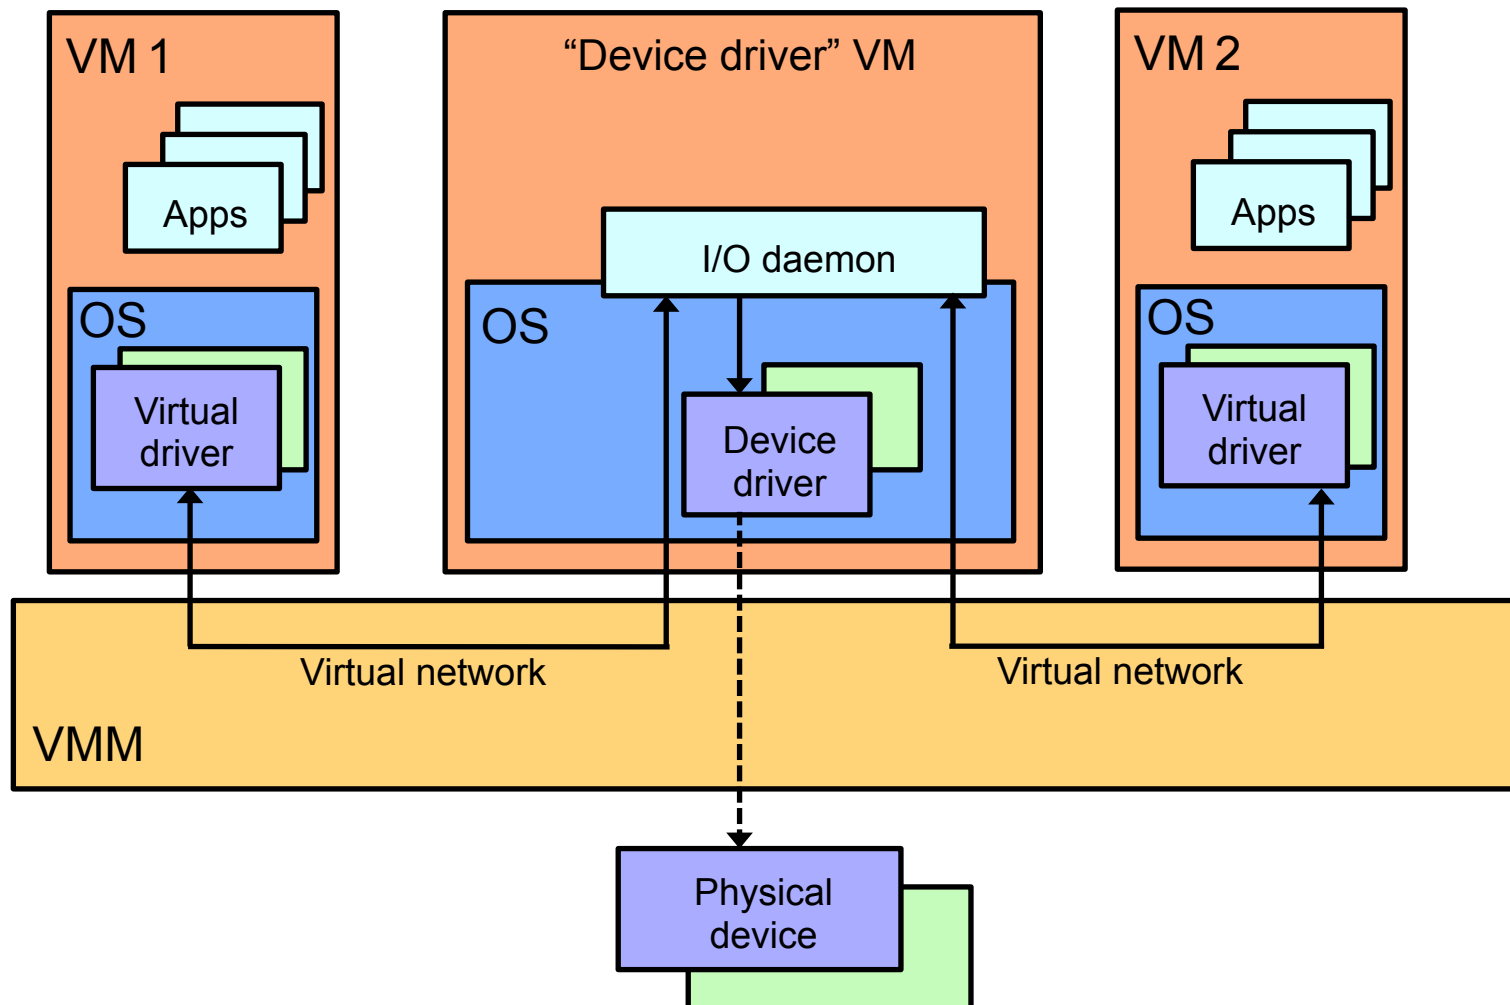 VM 1
“Device driver” VM
VM 2
Apps
I/O daemon
Apps
OS
OS
OS
Virtual
driver
Device
driver
Virtual
driver
Virtual network
Virtual network
VMM
Physical
device